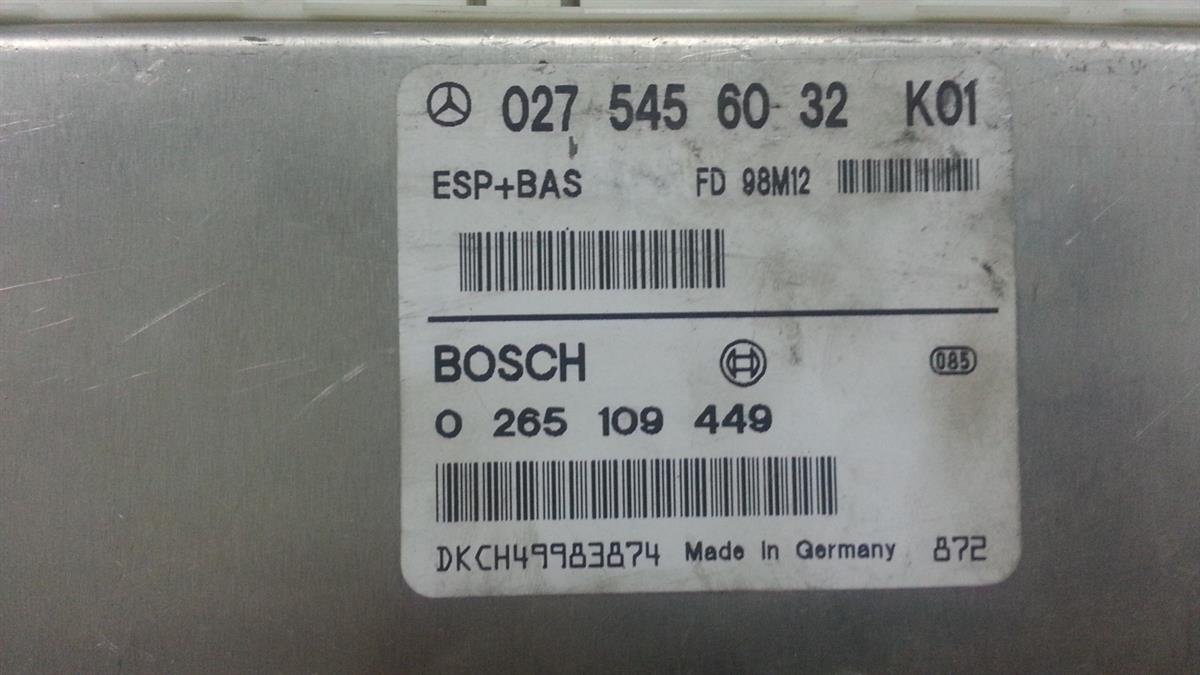 027 545 60 32 K01
ESP+BAS FD 98M12
BOSCH 085
0 265 109 449
DKCH49983874 Made in Germany 872